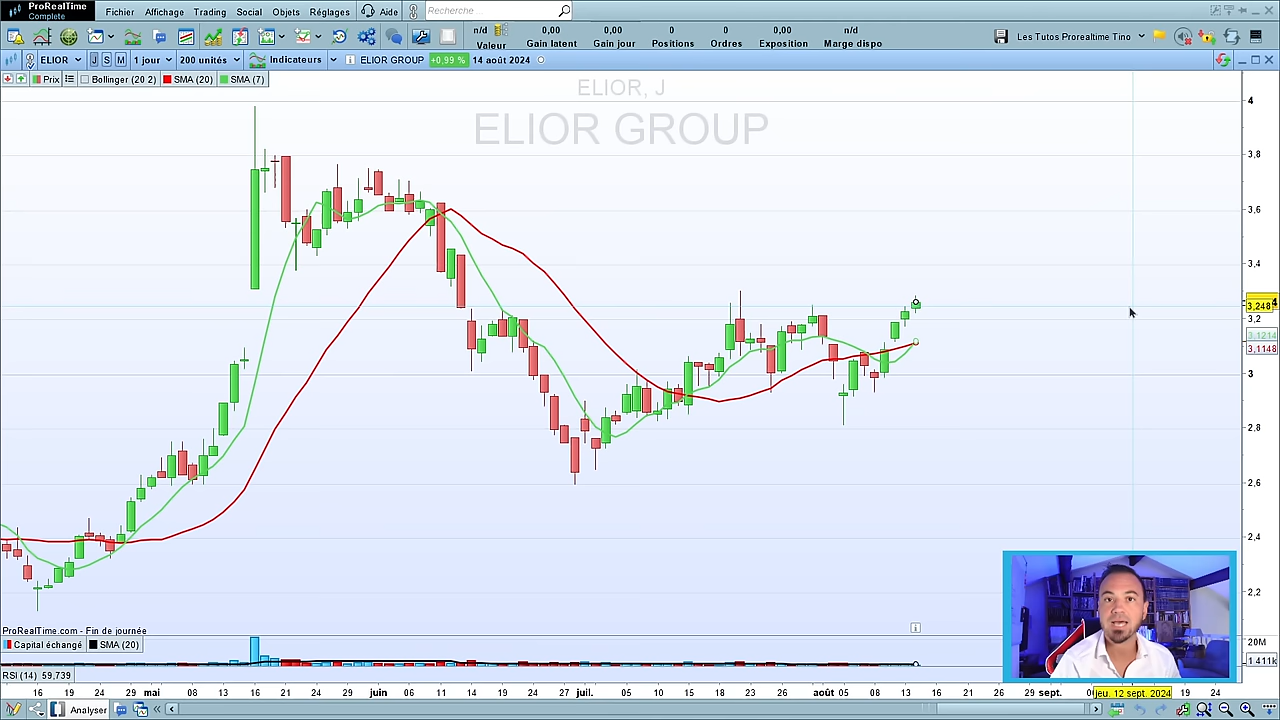 ProRealTime
Complete
Fichier Affichage Trading Social Objets Réglages Aide
Recherche ...
n/d
Valeur
0,00
Gain latent
0,00
Gain jour
0
Positions
0
Ordres
0,00
Exposition
n/d
Marge dispo
Les Tutos Prorealtime Tino
ELIOR J S M 1 jour 200 unités Indicateurs ELIOR GROUP +0,99 % 14 août 2024
Prix Bollinger (20 2) SMA (20) SMA (7)
ELIOR, J
ELIOR GROUP
4
3,8
3,6
3,4
3,248
3,2
3,1214
3,1148
3
2,8
2,6
2,4
2,2
ProRealTime.com - Fin de journée
Capital échangé SMA (20)
20M
1 411k
RSI (14) 59,739
16 19 24 29 mai 08 13 16 21 24 29 juin 06 11 14 19 24 27 juil. 05 10 15 18 23 26 août 05 08 13 16 21 26 29 sept. jeu. 12 sept. 2024 19 24
Analyser